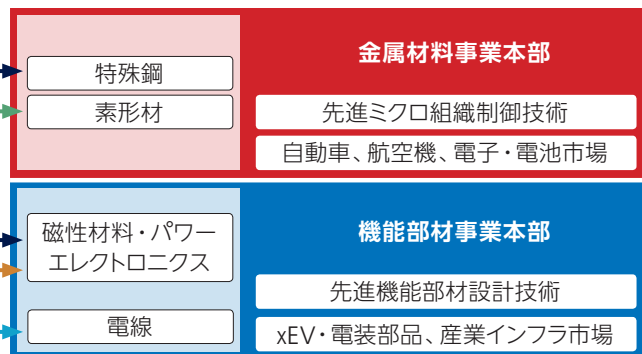 金属材料事業本部
特殊鋼
素形材
先進ミクロ組織制御技術
自動車、航空機、電子・電池市場
機能部材事業本部
磁性材料・パワー
エレクトロニクス
電線
先進機能部材設計技術
xEV・電装部品、産業インフラ市場